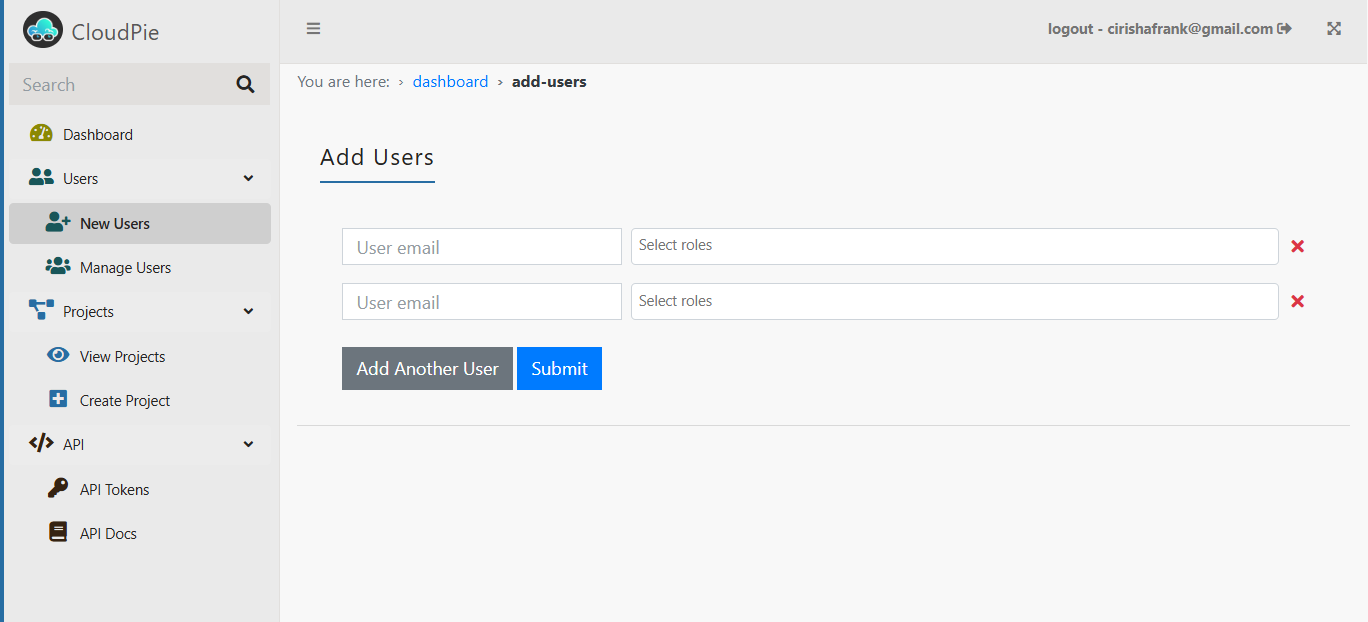 CloudPie
logout - cirishafrank@gmail.com
Search
You are here: › dashboard › add-users
Dashboard
Users
New Users
Manage Users
Projects
View Projects
Create Project
API
API Tokens
API Docs
Add Users
User email Select roles
User email Select roles
Add Another User Submit